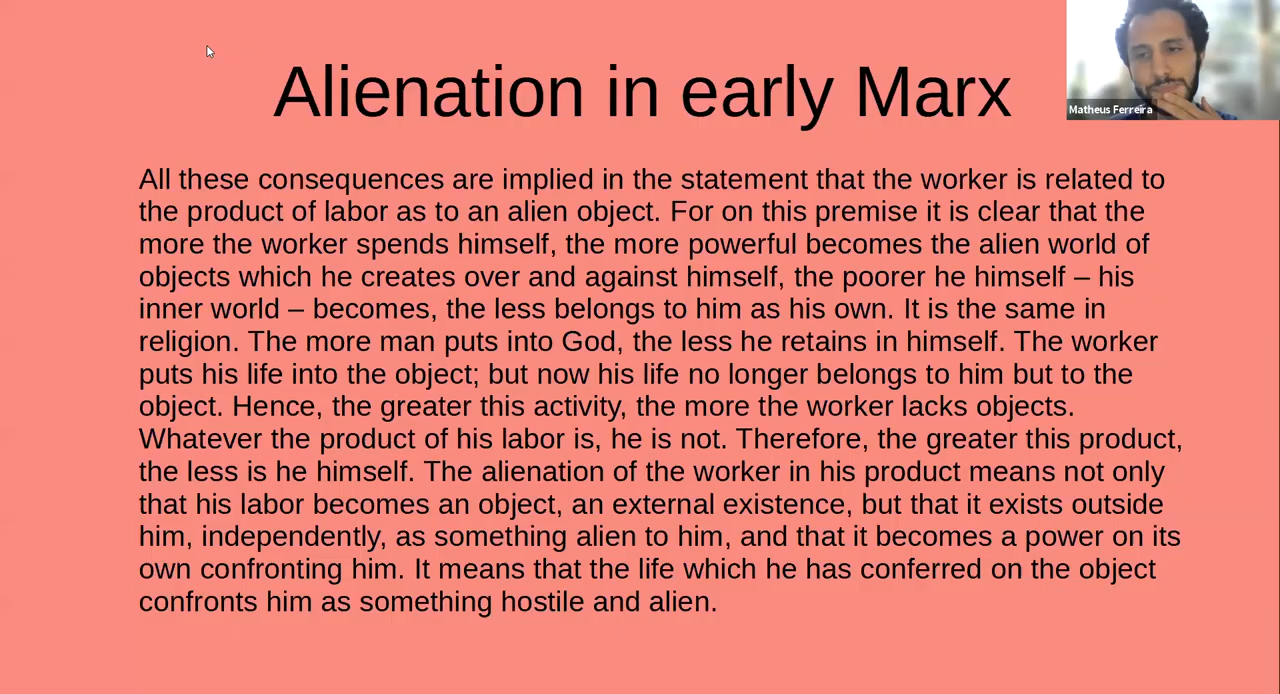 Alienation in early Marx
Matheus Ferreira
All these consequences are implied in the statement that the worker is related to
the product of labor as to an alien object. For on this premise it is clear that the
more the worker spends himself, the more powerful becomes the alien world of
objects which he creates over and against himself, the poorer he himself – his
inner world – becomes, the less belongs to him as his own. It is the same in
religion. The more man puts into God, the less he retains in himself. The worker
puts his life into the object; but now his life no longer belongs to him but to the
object. Hence, the greater this activity, the more the worker lacks objects.
Whatever the product of his labor is, he is not. Therefore, the greater this product,
the less is he himself. The alienation of the worker in his product means not only
that his labor becomes an object, an external existence, but that it exists outside
him, independently, as something alien to him, and that it becomes a power on its
own confronting him. It means that the life which he has conferred on the object
confronts him as something hostile and alien.